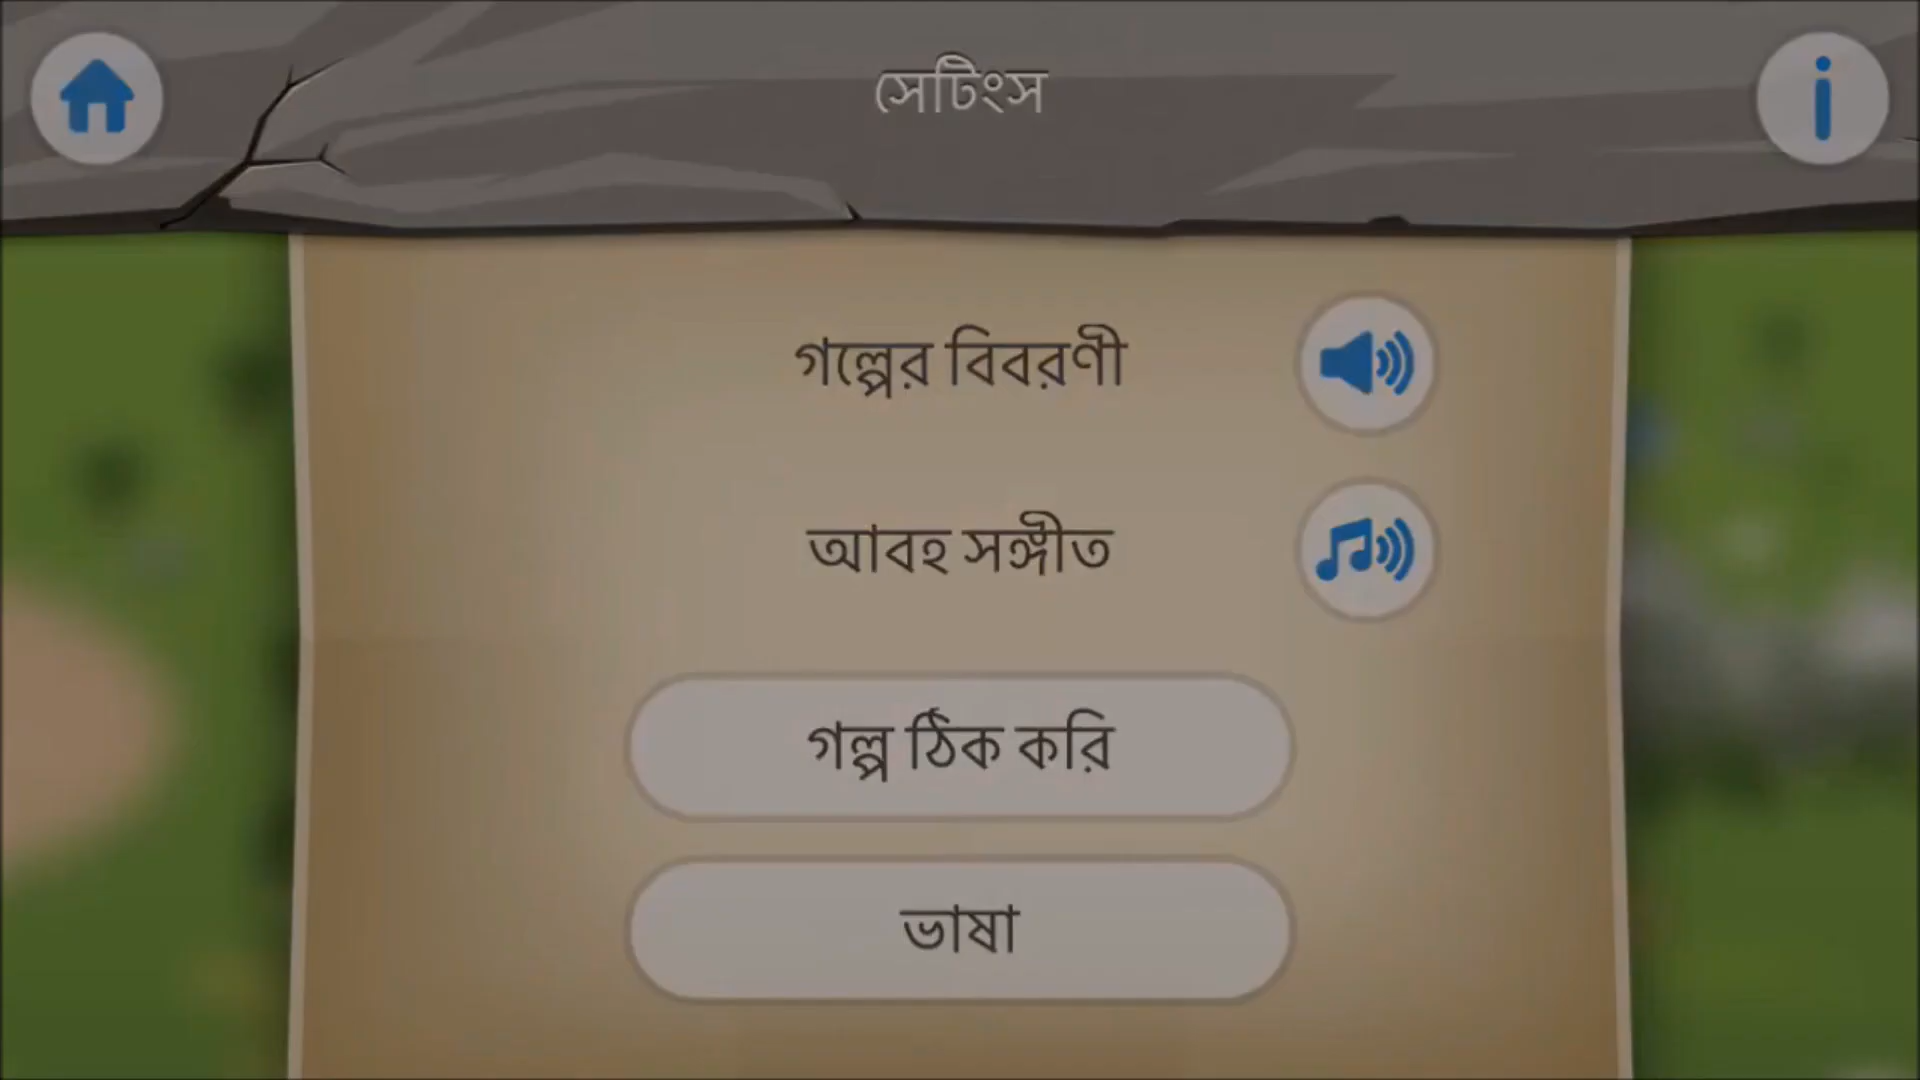 সেটিংস
গল্পের বিবরণী
আবহ সঙ্গীত
গল্প ঠিক করি
ভাষা